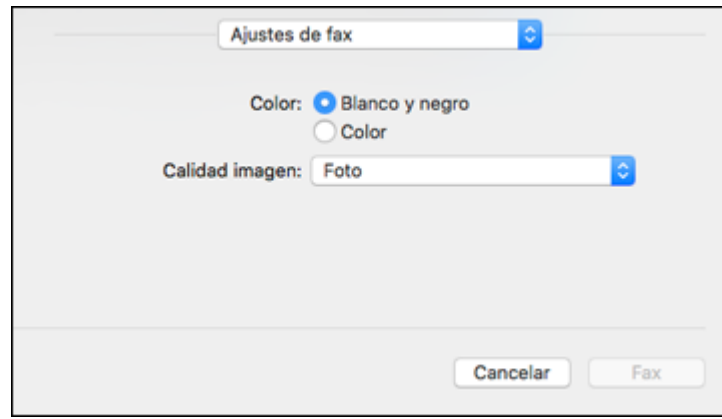 Ajustes de fax
Color: Blanco y negro
Color
Calidad imagen: Foto
Cancelar Fax